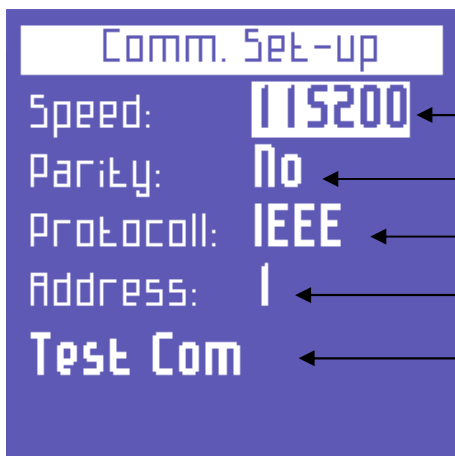 Comm. Set-up
Speed: 115200
Parity: No
Protocoll: IEEE
Address: 1
Test Com